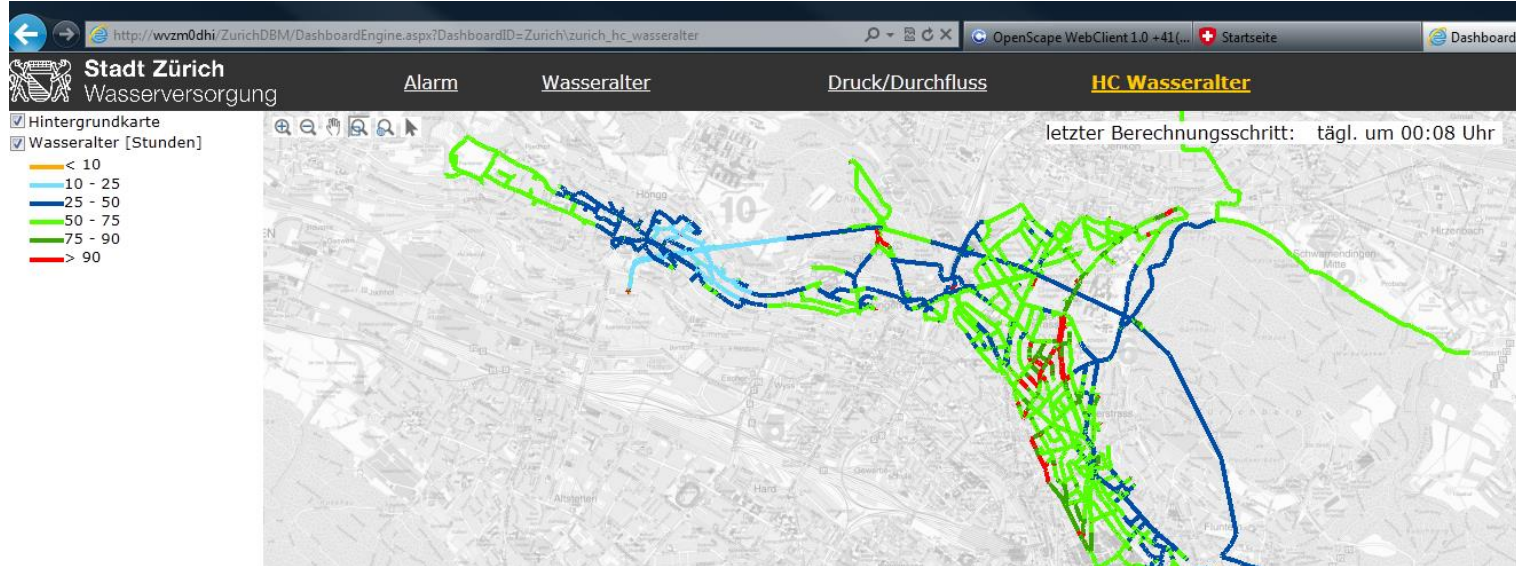 http://wvzm0dhi/ZurichDBM/DashboardEngine.aspx?DashboardID=Zurich\zurich_hc_wasseralter
OpenScape WebClient 1.0 +41(...
Startseite
Dashboard
Stadt Zürich
Wasserversorgung
Alarm
Wasseralter
Druck/Durchfluss
HC Wasseralter
Hintergrundkarte
Wasseralter [Stunden]
< 10
10 - 25
25 - 50
50 - 75
75 - 90
> 90
letzter Berechnungsschritt: tägl. um 00:08 Uhr
Höngg
10
Schwamendingen
Mitte
Hirzenbach
Wyss
Hard
Altstetten